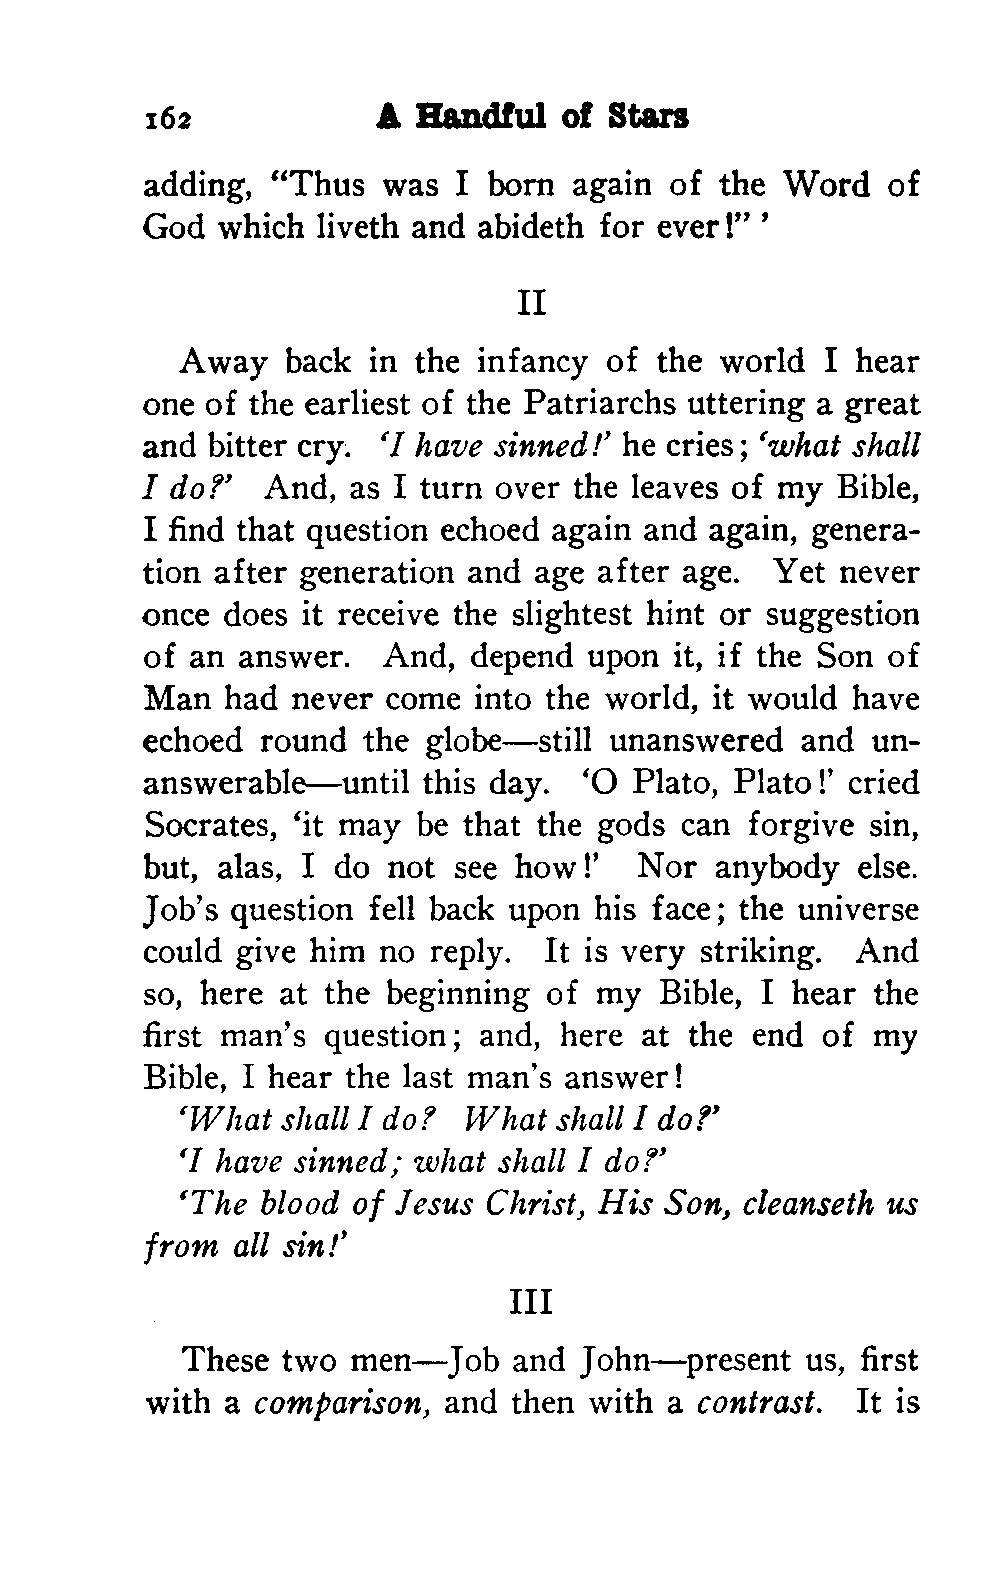 162 A Handful of Stars
adding, “Thus was I born again of the Word of
God which liveth and abideth for ever!” ’
II
Away back in the infancy of the world I hear
one of the earliest of the Patriarchs uttering a great
and bitter cry. ‘I have sinned!’ he cries; ‘what shall
I do?’ And, as I turn over the leaves of my Bible,
I find that question echoed again and again, genera-
tion after generation and age after age. Yet never
once does it receive the slightest hint or suggestion
of an answer. And, depend upon it, if the Son of
Man had never come into the world, it would have
echoed round the globe—still unanswered and un-
answerable—until this day. ‘O Plato, Plato!’ cried
Socrates, ‘it may be that the gods can forgive sin,
but, alas, I do not see how!’ Nor anybody else.
Job’s question fell back upon his face; the universe
could give him no reply. It is very striking. And
so, here at the beginning of my Bible, I hear the
first man’s question; and, here at the end of my
Bible, I hear the last man’s answer!
‘What shall I do? What shall I do?’
‘I have sinned; what shall I do?’
‘The blood of Jesus Christ, His Son, cleanseth us
from all sin!’
III
These two men—Job and John—present us, first
with a comparison, and then with a contrast. It is